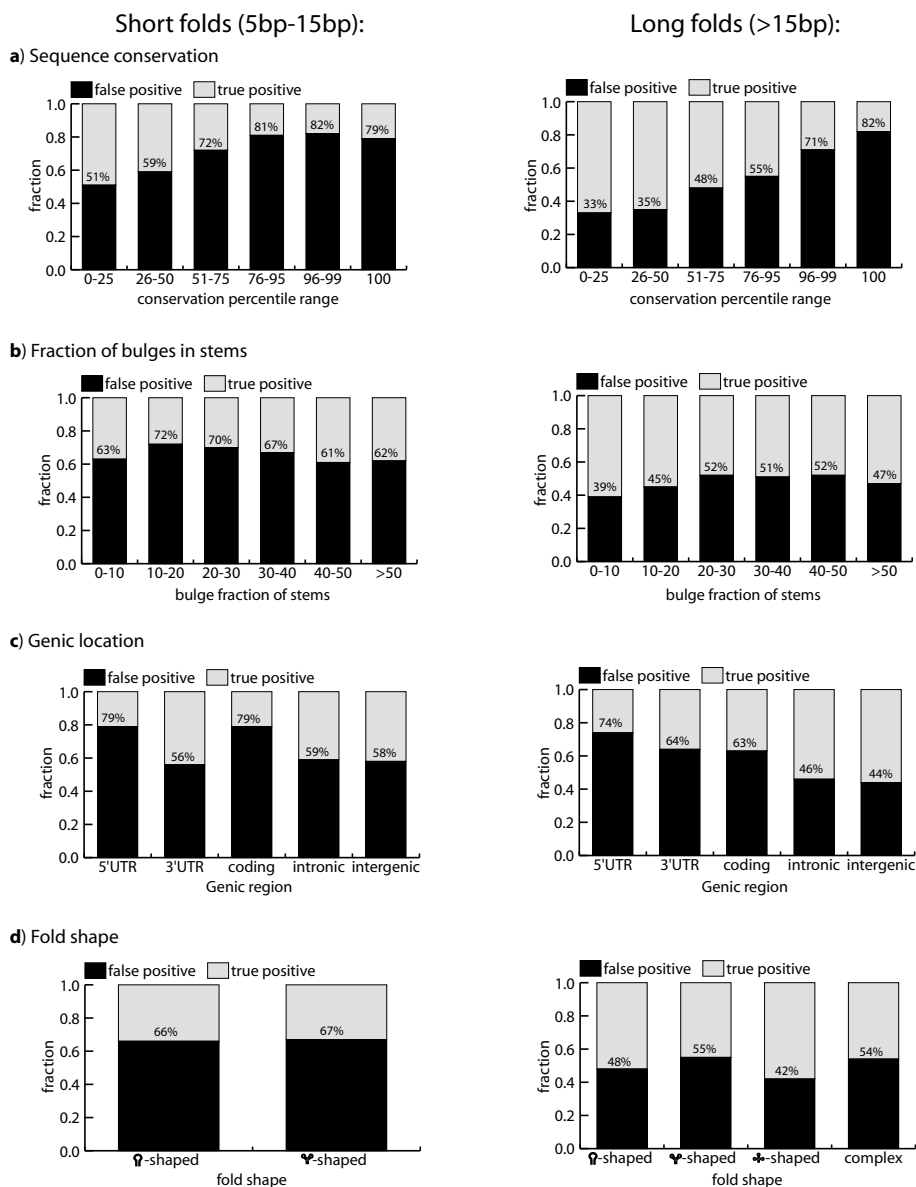 Short folds (5bp-15bp):
Long folds (>15bp):
a) Sequence conservation
false positive true positive
1.0
0.8
0.6
0.4
0.2
0.0
fraction
51%
59%
72%
81%
82%
79%
0-25 26-50 51-75 76-95 96-99 100
conservation percentile range
false positive true positive
1.0
0.8
0.6
0.4
0.2
0.0
fraction
33%
35%
48%
55%
71%
82%
0-25 26-50 51-75 76-95 96-99 100
conservation percentile range
b) Fraction of bulges in stems
false positive true positive
1.0
0.8
0.6
0.4
0.2
0.0
fraction
63%
72%
70%
67%
61%
62%
0-10 10-20 20-30 30-40 40-50 >50
bulge fraction of stems
false positive true positive
1.0
0.8
0.6
0.4
0.2
0.0
fraction
39%
45%
52%
51%
52%
47%
0-10 10-20 20-30 30-40 40-50 >50
bulge fraction of stems
c) Genic location
false positive true positive
1.0
0.8
0.6
0.4
0.2
0.0
fraction
79%
56%
79%
59%
58%
5'UTR 3'UTR coding intronic intergenic
Genic region
false positive true positive
1.0
0.8
0.6
0.4
0.2
0.0
fraction
74%
64%
63%
46%
44%
5'UTR 3'UTR coding intronic intergenic
Genic region
d) Fold shape
false positive true positive
1.0
0.8
0.6
0.4
0.2
0.0
fraction
66%
67%
-shaped -shaped
fold shape
false positive true positive
1.0
0.8
0.6
0.4
0.2
0.0
fraction
48%
55%
42%
54%
-shaped -shaped -shaped complex
fold shape